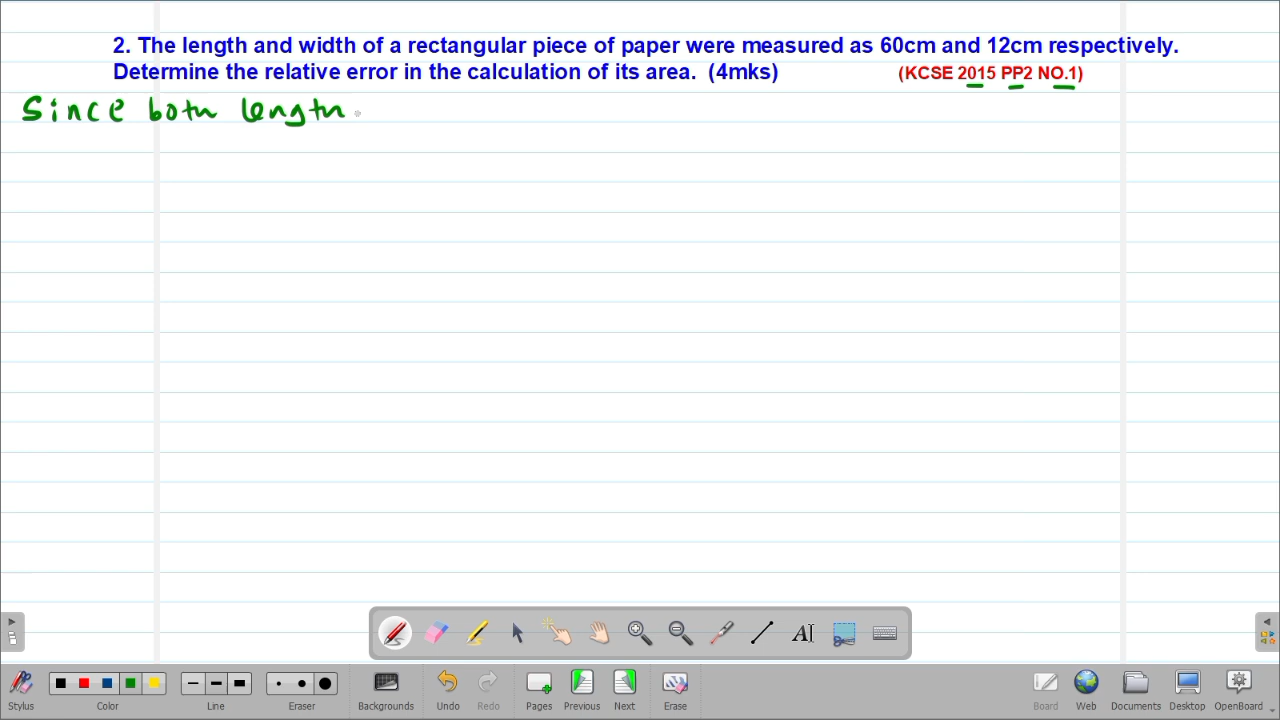 2. The length and width of a rectangular piece of paper were measured as 60cm and 12cm respectively.
Determine the relative error in the calculation of its area. (4mks) (KCSE 2015 PP2 NO.1)
Since both length
Stylus Color Line Eraser Backgrounds Undo Redo Pages Previous Next Erase Board Web Documents Desktop OpenBoard